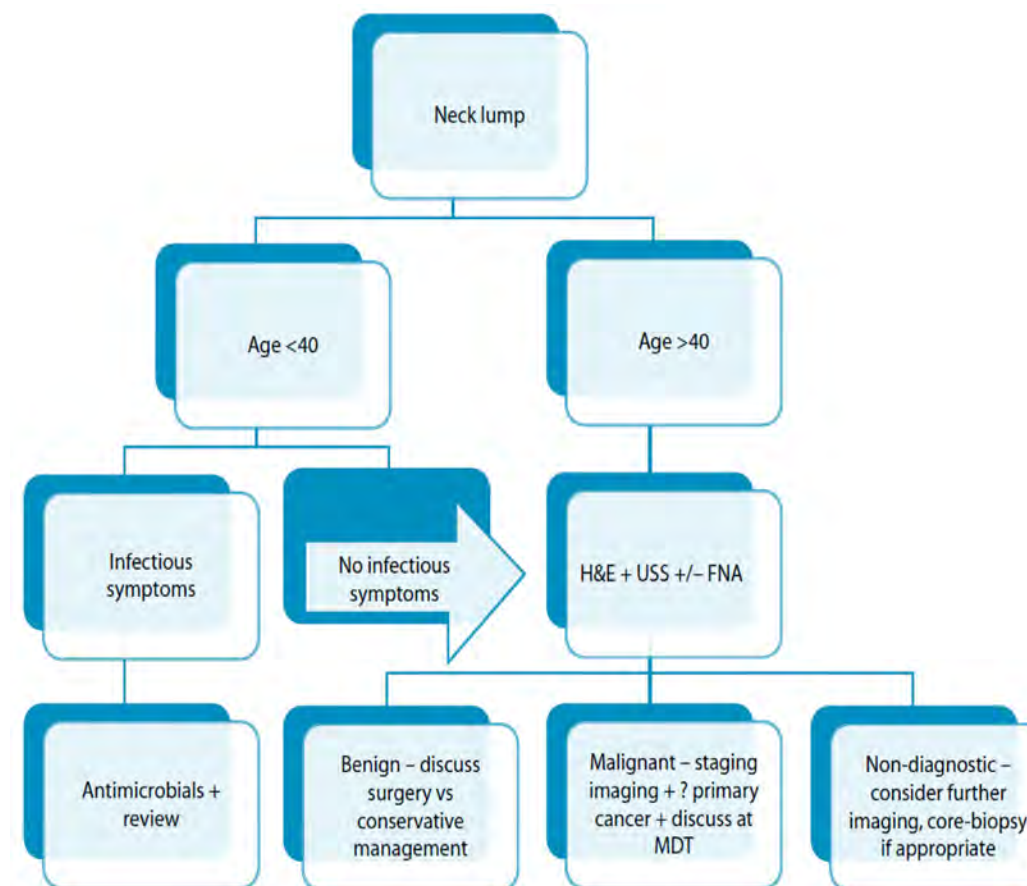 Neck lump
Age <40
Age >40
Infectious
symptoms
No infectious
symptoms
H&E + USS +/– FNA
Antimicrobials +
review
Benign – discuss
surgery vs
conservative
management
Malignant – staging
imaging + ? primary
cancer + discuss at
MDT
Non-diagnostic –
consider further
imaging, core-biopsy
if appropriate